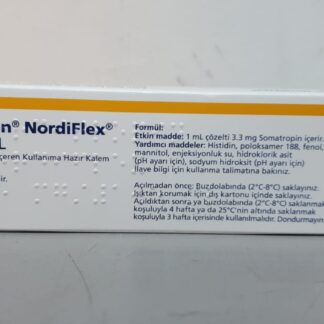 n® NordiFlex®
L
çeren Kullanıma Hazır Kalem
dir.
Formül:
Etkin madde: 1 mL çözelti 3.3 mg Somatropin içerir.
Yardımcı maddeler: Histidin, poloksamer 188, fenol,
mannitol, enjeksiyonluk su, hidroklorik asit
(pH ayarı için), sodyum hidroksit (pH ayarı için)
İlave bilgi için kullanma talimatına bakınız.
Açılmadan önce: Buzdolabında (2°C-8°C) saklayınız.
Işıktan korumak için dış kartonu içinde saklayınız.
Açıldıktan sonra ya buzdolabında (2°C-8°C) saklanmak
koşuluyla 4 hafta ya da 25°C'nin altında saklanmak
koşuluyla 3 hafta içerisinde kullanılmalıdır. Dondurmayın